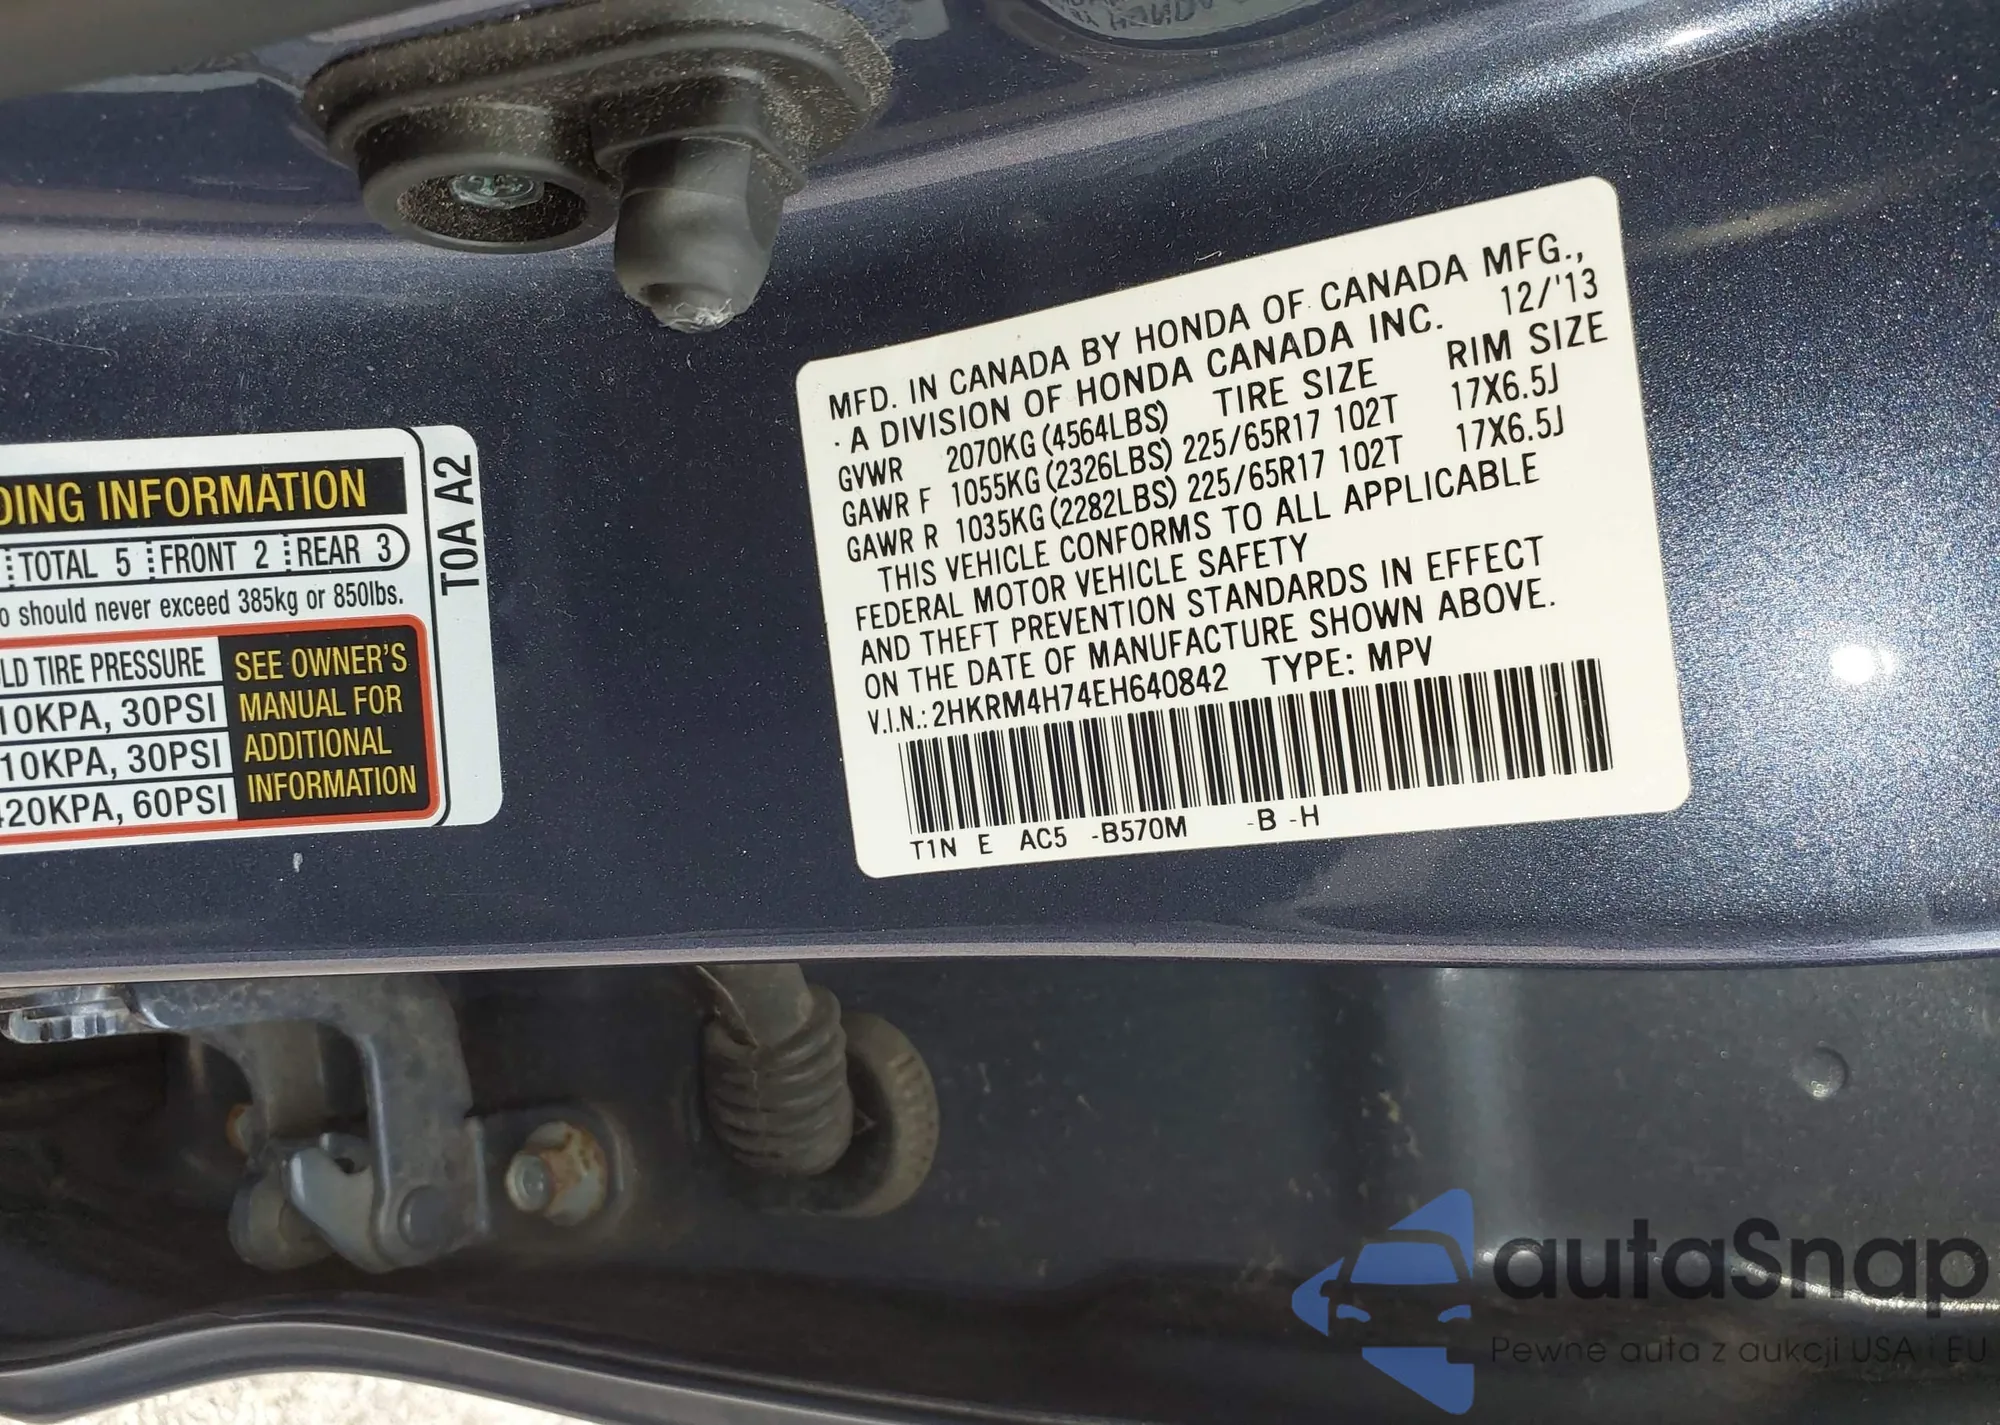 DING INFORMATION
TOTAL 5 FRONT 2 REAR 3
should never exceed 385kg or 850lbs.
TIRE PRESSURE
10KPA, 30PSI
10KPA, 30PSI
420KPA, 60PSI
SEE OWNER'S
MANUAL FOR
ADDITIONAL
INFORMATION
T0A A2
MFD. IN CANADA BY HONDA OF CANADA MFG.,
· A DIVISION OF HONDA CANADA INC. 12/'13
GVWR 2070KG (4564LBS) TIRE SIZE RIM SIZE
GAWR F 1055KG (2326LBS) 225/65R17 102T 17X6.5J
GAWR R 1035KG (2282LBS) 225/65R17 102T 17X6.5J
THIS VEHICLE CONFORMS TO ALL APPLICABLE
FEDERAL MOTOR VEHICLE SAFETY
AND THEFT PREVENTION STANDARDS IN EFFECT
ON THE DATE OF MANUFACTURE SHOWN ABOVE.
V.I.N.: 2HKRM4H74EH640842 TYPE: MPV
T1N E AC5 -B570M -B -H
autaSnap
Pewne auta z aukcji USA i EU